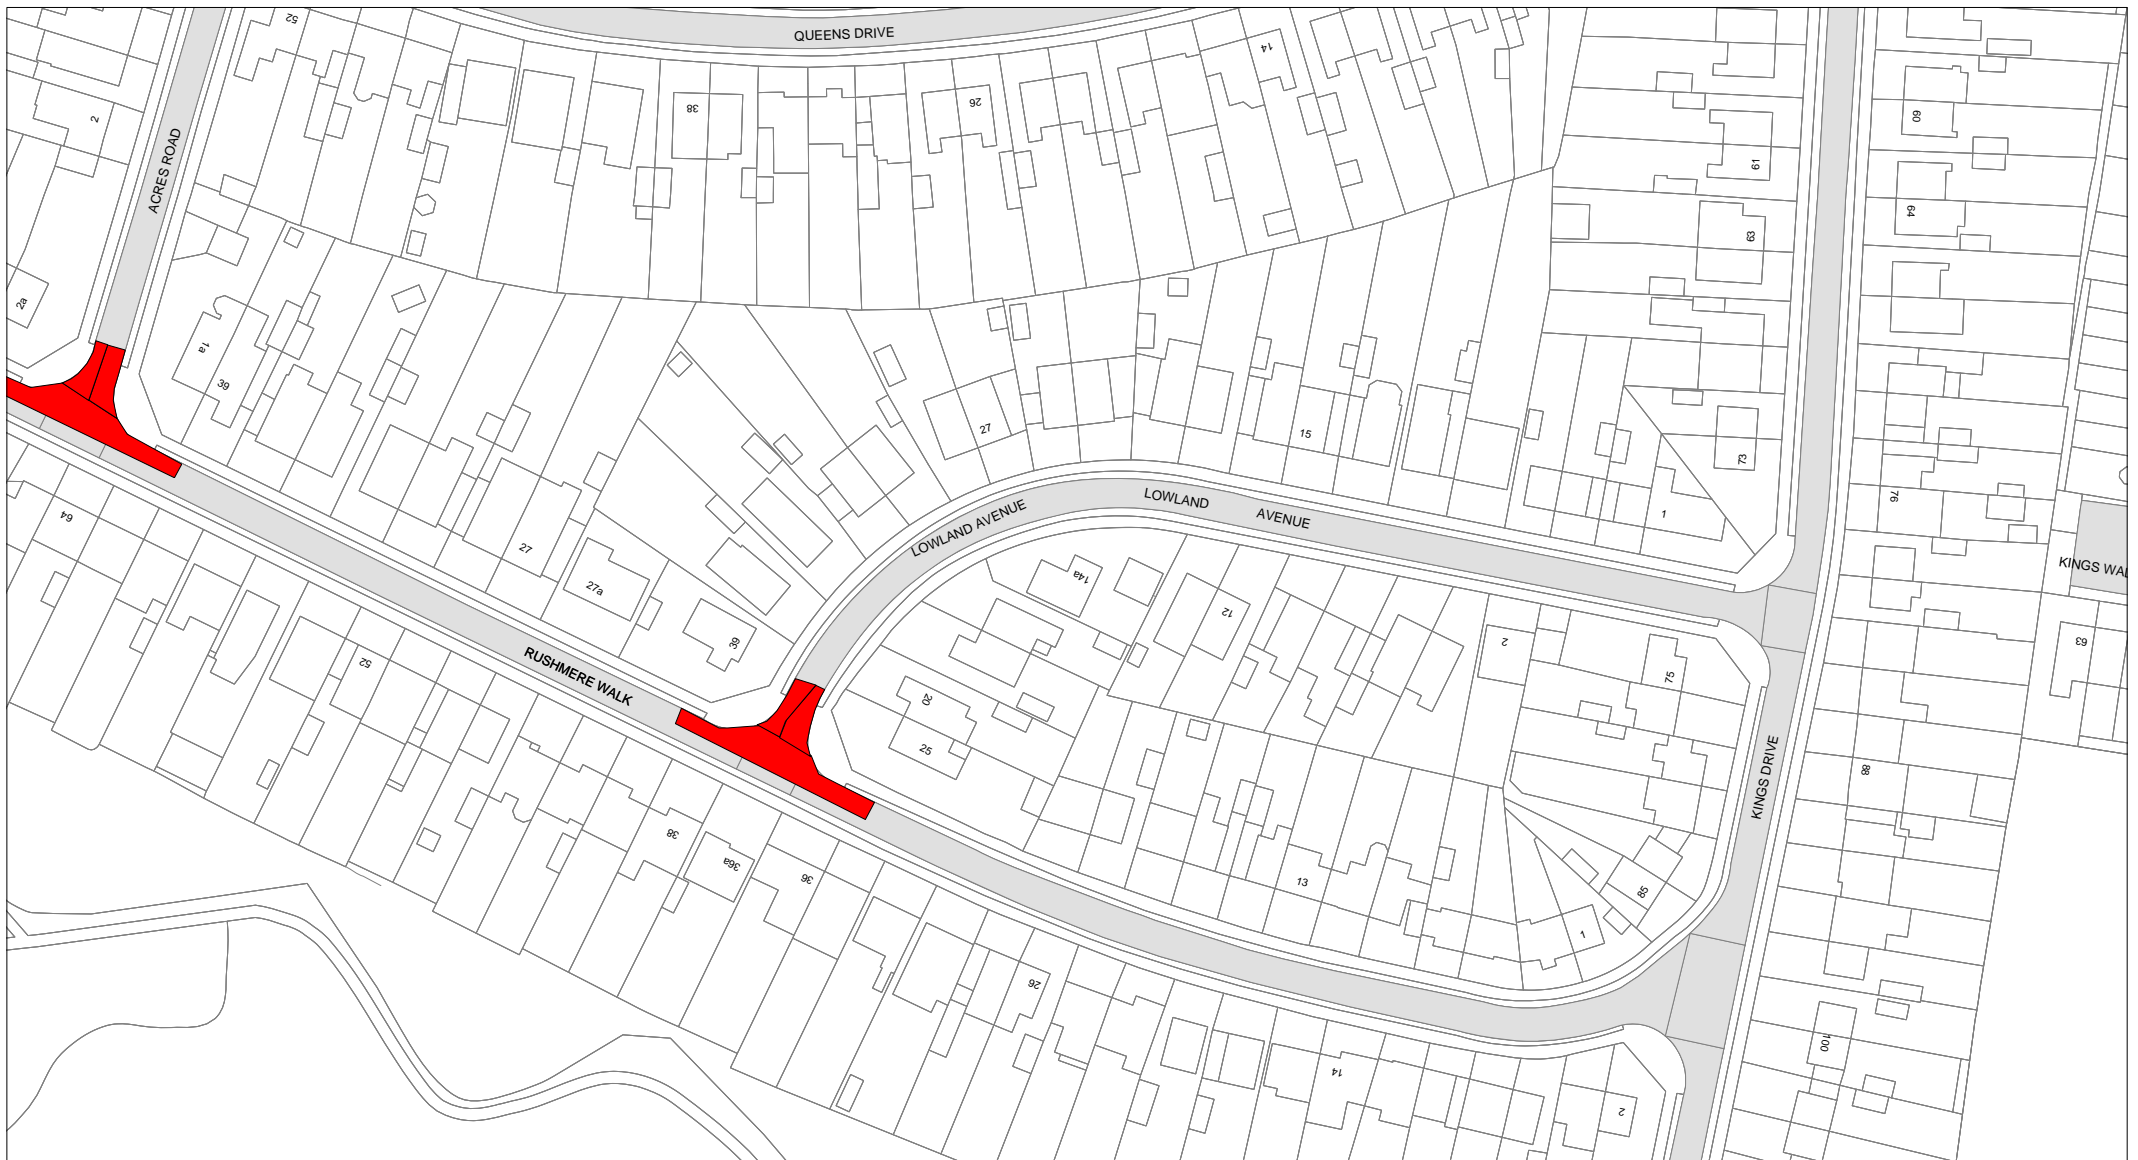 QUEENS DRIVE
52
14
38
26
2
ACRES ROAD
60
61
64
63
2a
1a
39
27
15
73
76
1
LOWLAND
AVENUE
LOWLAND AVENUE
64
27
27a
39
14a
12
2
75
KINGS WAL
63
52
RUSHMERE WALK
20
25
KINGS DRIVE
88
38
36a
36
13
85
1
26
14
100
2